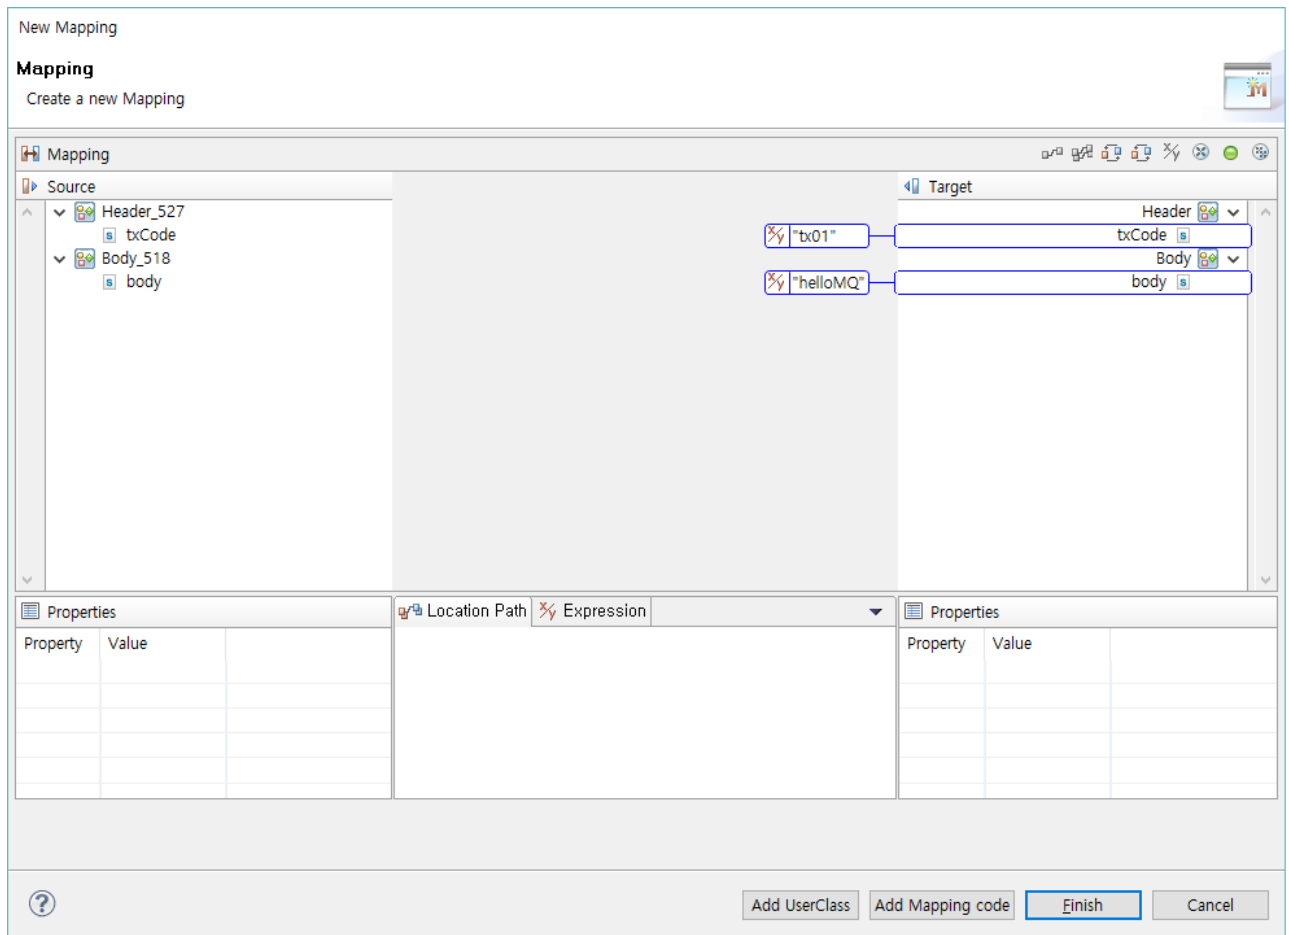 New Mapping
Mapping
Create a new Mapping
Mapping
Source
Target
Header_527
Header
txCode
"tx01"
txCode
Body_518
Body
body
"helloMQ"
body
Properties
Location Path
Expression
Properties
Property Value
Property Value
Add UserClass
Add Mapping code
Finish
Cancel